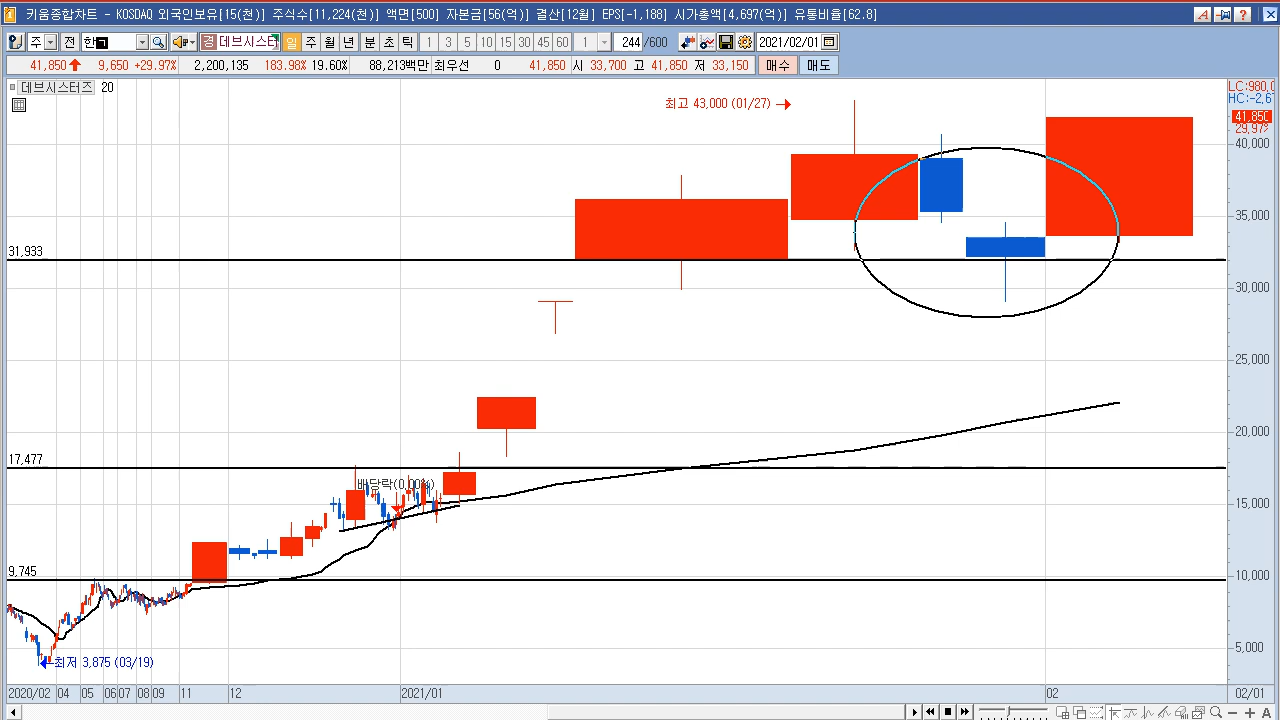 키움종합차트 - KOSDAQ 외국인보유[15(천)] 주식수[11,224(천)] 액면[500] 자본금[56(억)] 결산[12월] EPS[-1,188] 시가총액[4,697(억)] 유통비율[62.8]
주 전 한 경 데브시스터 일 주 월 년 분 초 틱 1 3 5 10 15 30 45 60 1 244 /600 2021/02/01
41,850 9,650 +29.97% 2,200,135 183.98% 19.60% 88,213백만 최우선 0 41,850 시 33,700 고 41,850 저 33,150 매수 매도
데브시스터즈 20
LC:980,0
HC:-2,6
최고 43,000 (01/27)
41,850
29.97%
40,000
35,000
31,933
30,000
25,000
20,000
17,477
배당락(0.00%)
15,000
9,745
10,000
최저 3,875 (03/19)
5,000
2020/02 04 05 06 07 08 09 11 12 2021/01 02 02/01